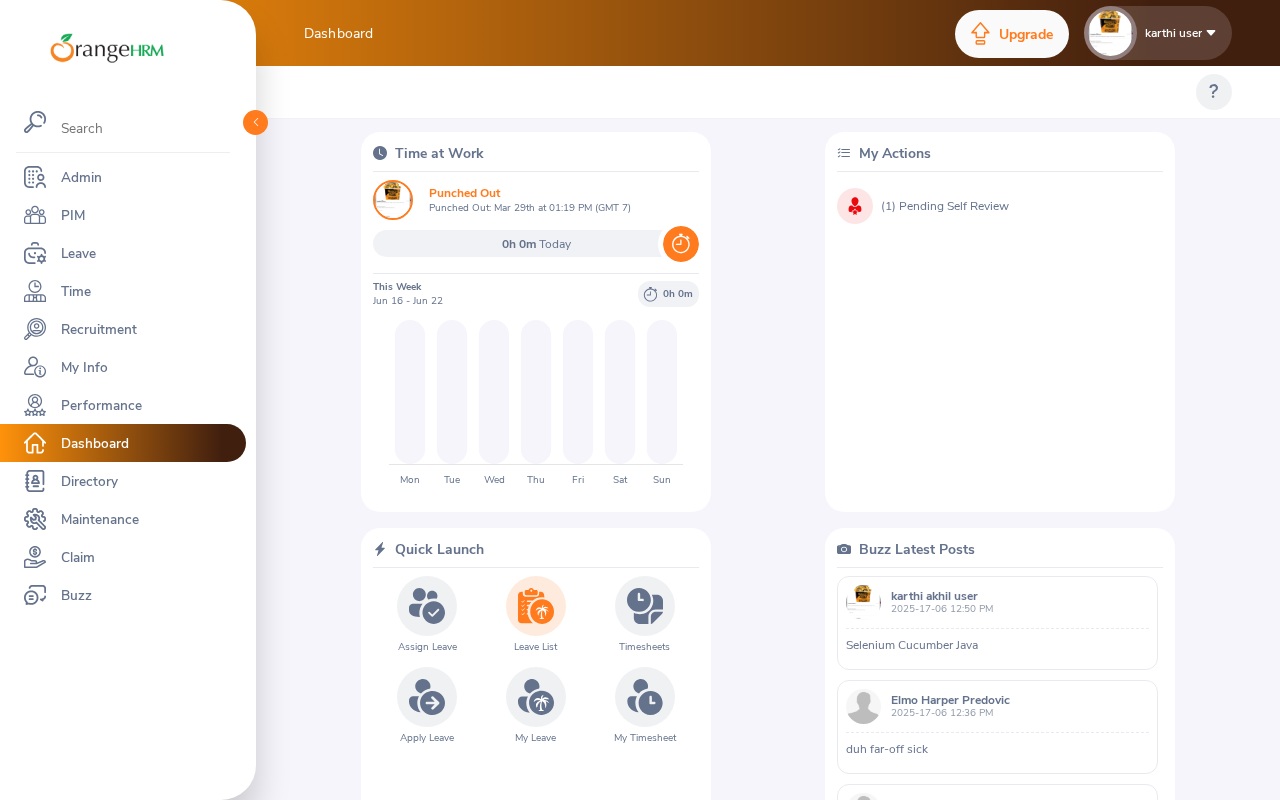 OrangeHRM
Search
Admin
PIM
Leave
Time
Recruitment
My Info
Performance
Dashboard
Directory
Maintenance
Claim
Buzz
Dashboard
Upgrade
karthi user
?
Time at Work
Punched Out
Punched Out: Mar 29th at 01:19 PM (GMT 7)
0h 0m Today
This Week
Jun 16 - Jun 22
0h 0m
Mon Tue Wed Thu Fri Sat Sun
My Actions
(1) Pending Self Review
Quick Launch
Assign Leave Leave List Timesheets
Apply Leave My Leave My Timesheet
Buzz Latest Posts
karthi akhil user
2025-17-06 12:50 PM
Selenium Cucumber Java
Elmo Harper Predovic
2025-17-06 12:36 PM
duh far-off sick